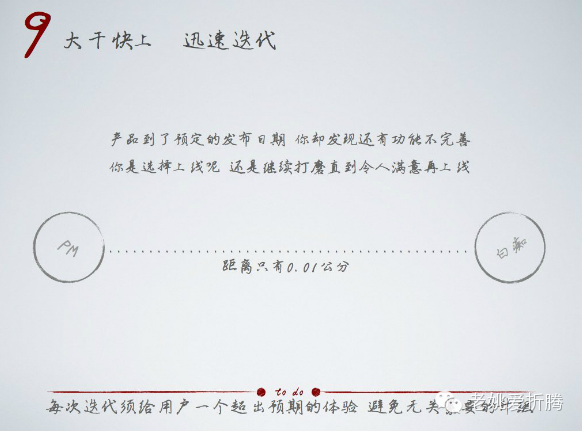 9 大干快上 迅速迭代
产品到了预定的发布日期 你却发现还有功能不完善
你是选择上线呢 还是继续打磨直到令人满意再上线
PM
白痴
距离只有0.01公分
to do
每次迭代须给用户一个超出预期的体验 避免无关紧要的
爱折腾